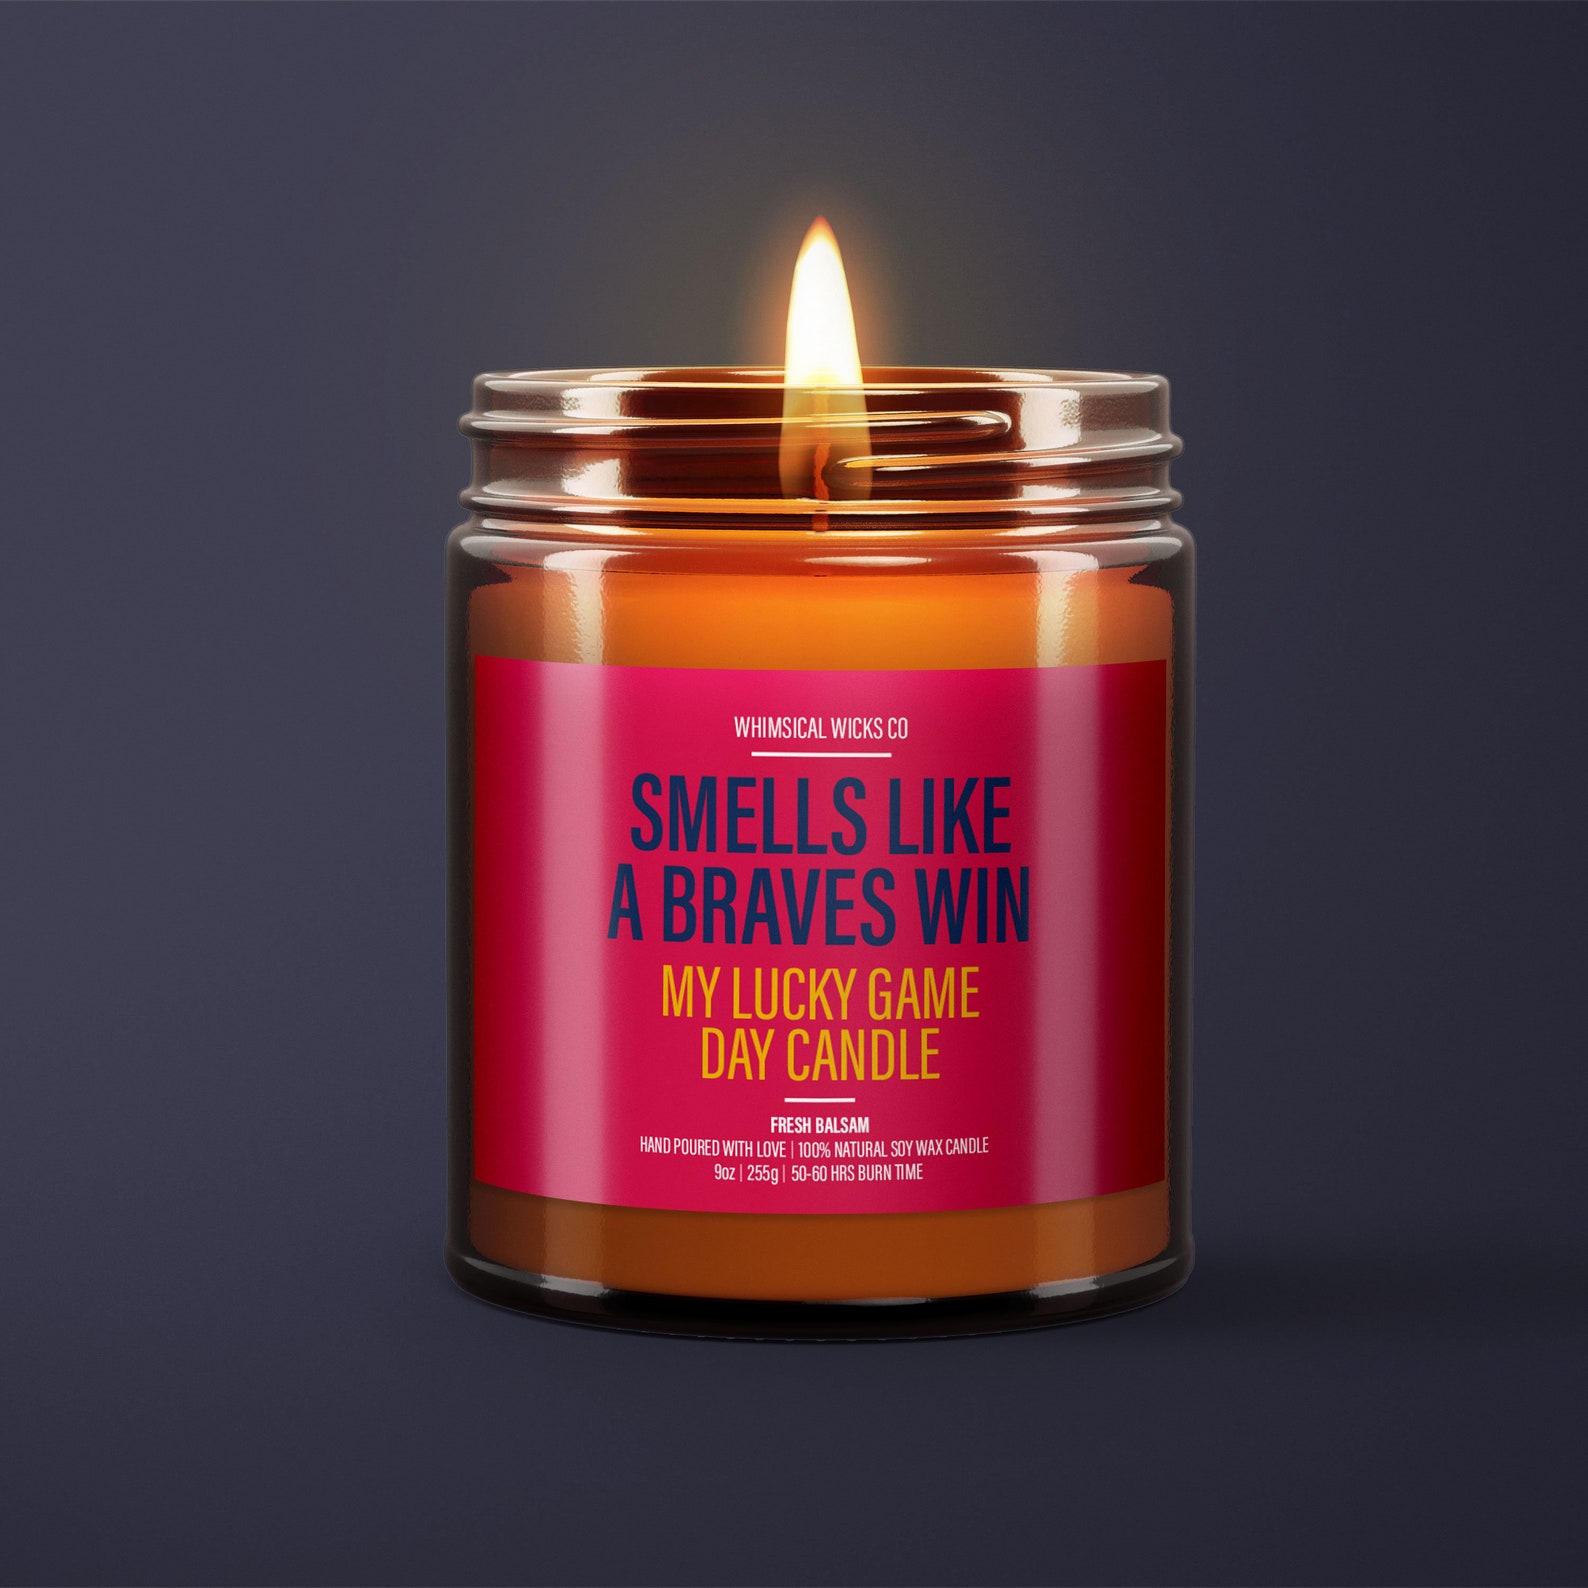 WHIMSICAL WICKS CO
SMELLS LIKE
A BRAVES WIN
MY LUCKY GAME
DAY CANDLE
FRESH BALSAM
HAND POURED WITH LOVE | 100% NATURAL SOY WAX CANDLE
9oz | 255g | 50-60 HRS BURN TIME